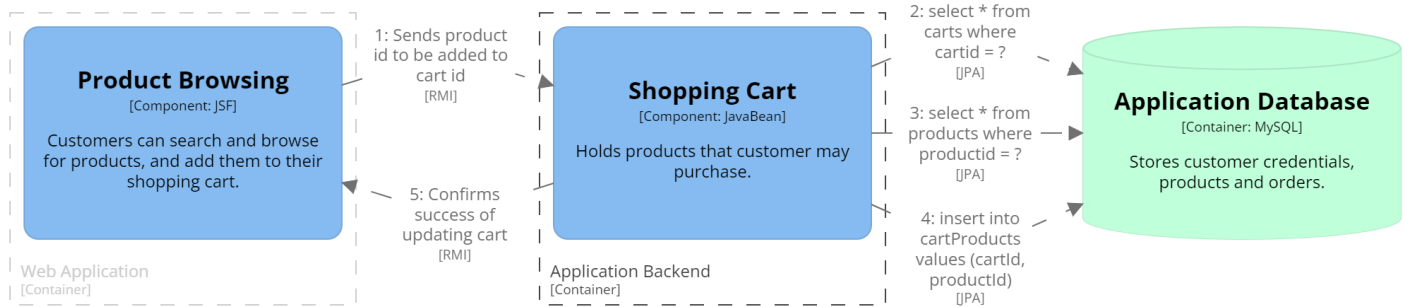 Product Browsing
[Component: JSF]
Customers can search and browse
for products, and add them to their
shopping cart.
Web Application
[Container]
1: Sends product
id to be added to
cart id
[RMI]
5: Confirms
success of
updating cart
[RMI]
Shopping Cart
[Component: JavaBean]
Holds products that customer may
purchase.
Application Backend
[Container]
2: select * from
carts where
cartid = ?
[JPA]
3: select * from
products where
productid = ?
[JPA]
4: insert into
cartProducts
values (cartId,
productId)
[JPA]
Application Database
[Container: MySQL]
Stores customer credentials,
products and orders.